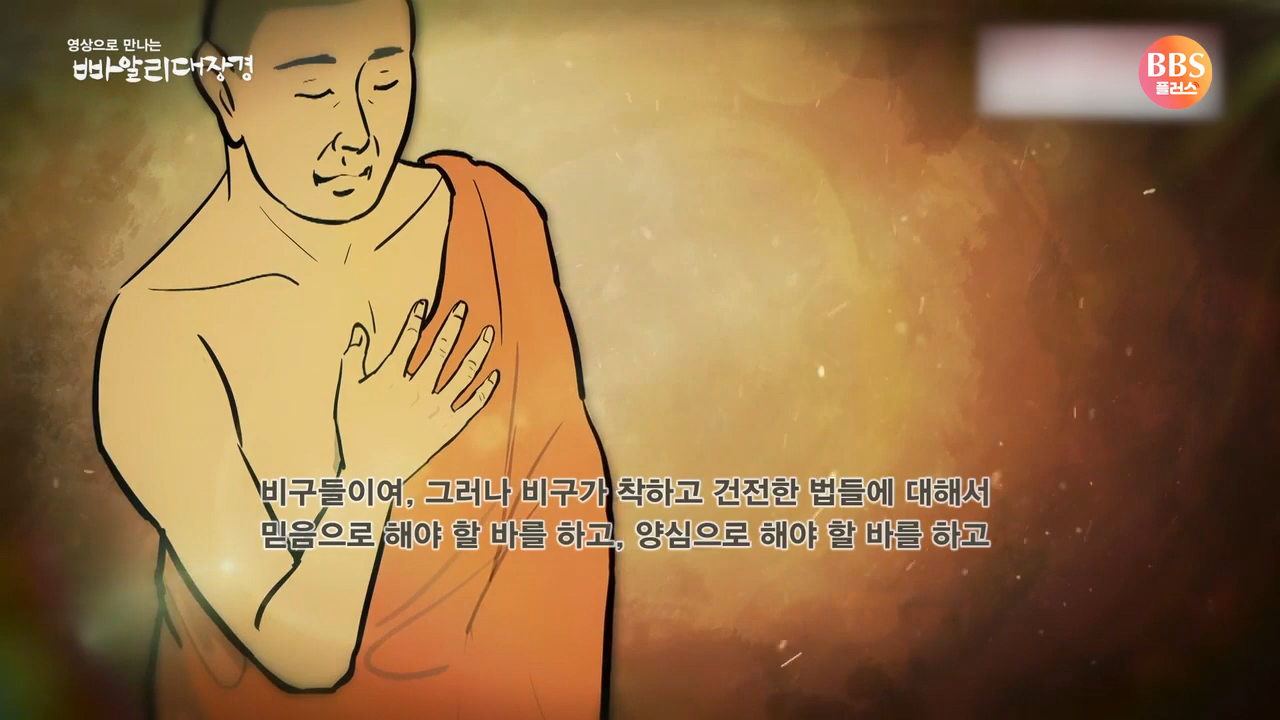 영상으로 만나는
빠알리대장경
BBS
플러스
비구들이여, 그러나 비구가 착하고 건전한 법들에 대해서
믿음으로 해야 할 바를 하고, 양심으로 해야 할 바를 하고